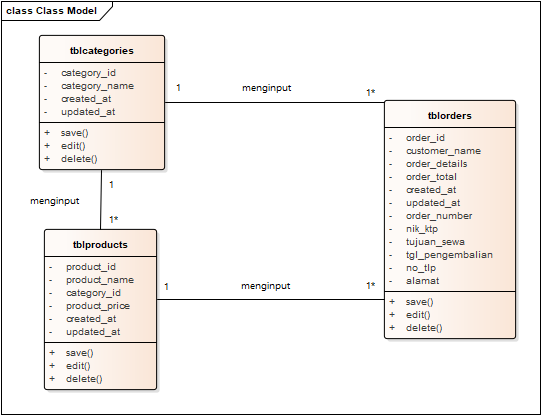 class Class Model
tblcategories
- category_id
- category_name
- created_at
- updated_at
+ save()
+ edit()
+ delete()
1
menginput
1*
tblorders
- order_id
- customer_name
- order_details
- order_total
- created_at
- updated_at
- order_number
- nik_ktp
- tujuan_sewa
- tgl_pengembalian
- no_tlp
- alamat
+ save()
+ edit()
+ delete()
1
menginput
1*
tblproducts
- product_id
- product_name
- category_id
- product_price
- created_at
- updated_at
+ save()
+ edit()
+ delete()
1
menginput
1*